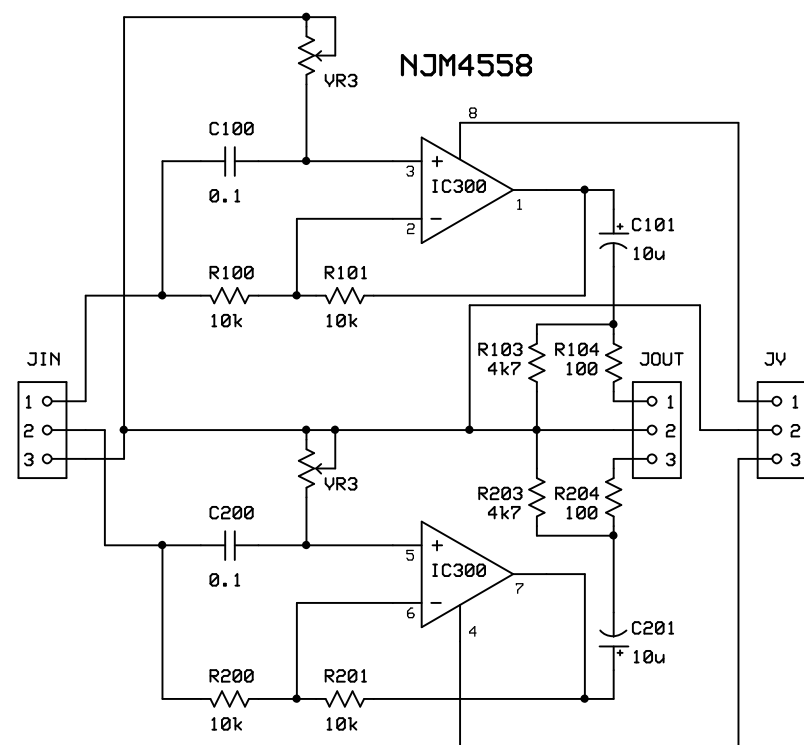 NJM4558
VR3
C100
0.1
3
+
IC300
8
1
2
−
+ C101
10u
R100
R101
10k
10k
JIN
R103
4k7
R104
100
JOUT
JV
1
2
3
1
2
3
1
2
3
VR3
R203
4k7
R204
100
C200
0.1
5
+
IC300
7
6
−
4
C201
+ 10u
R200
R201
10k
10k